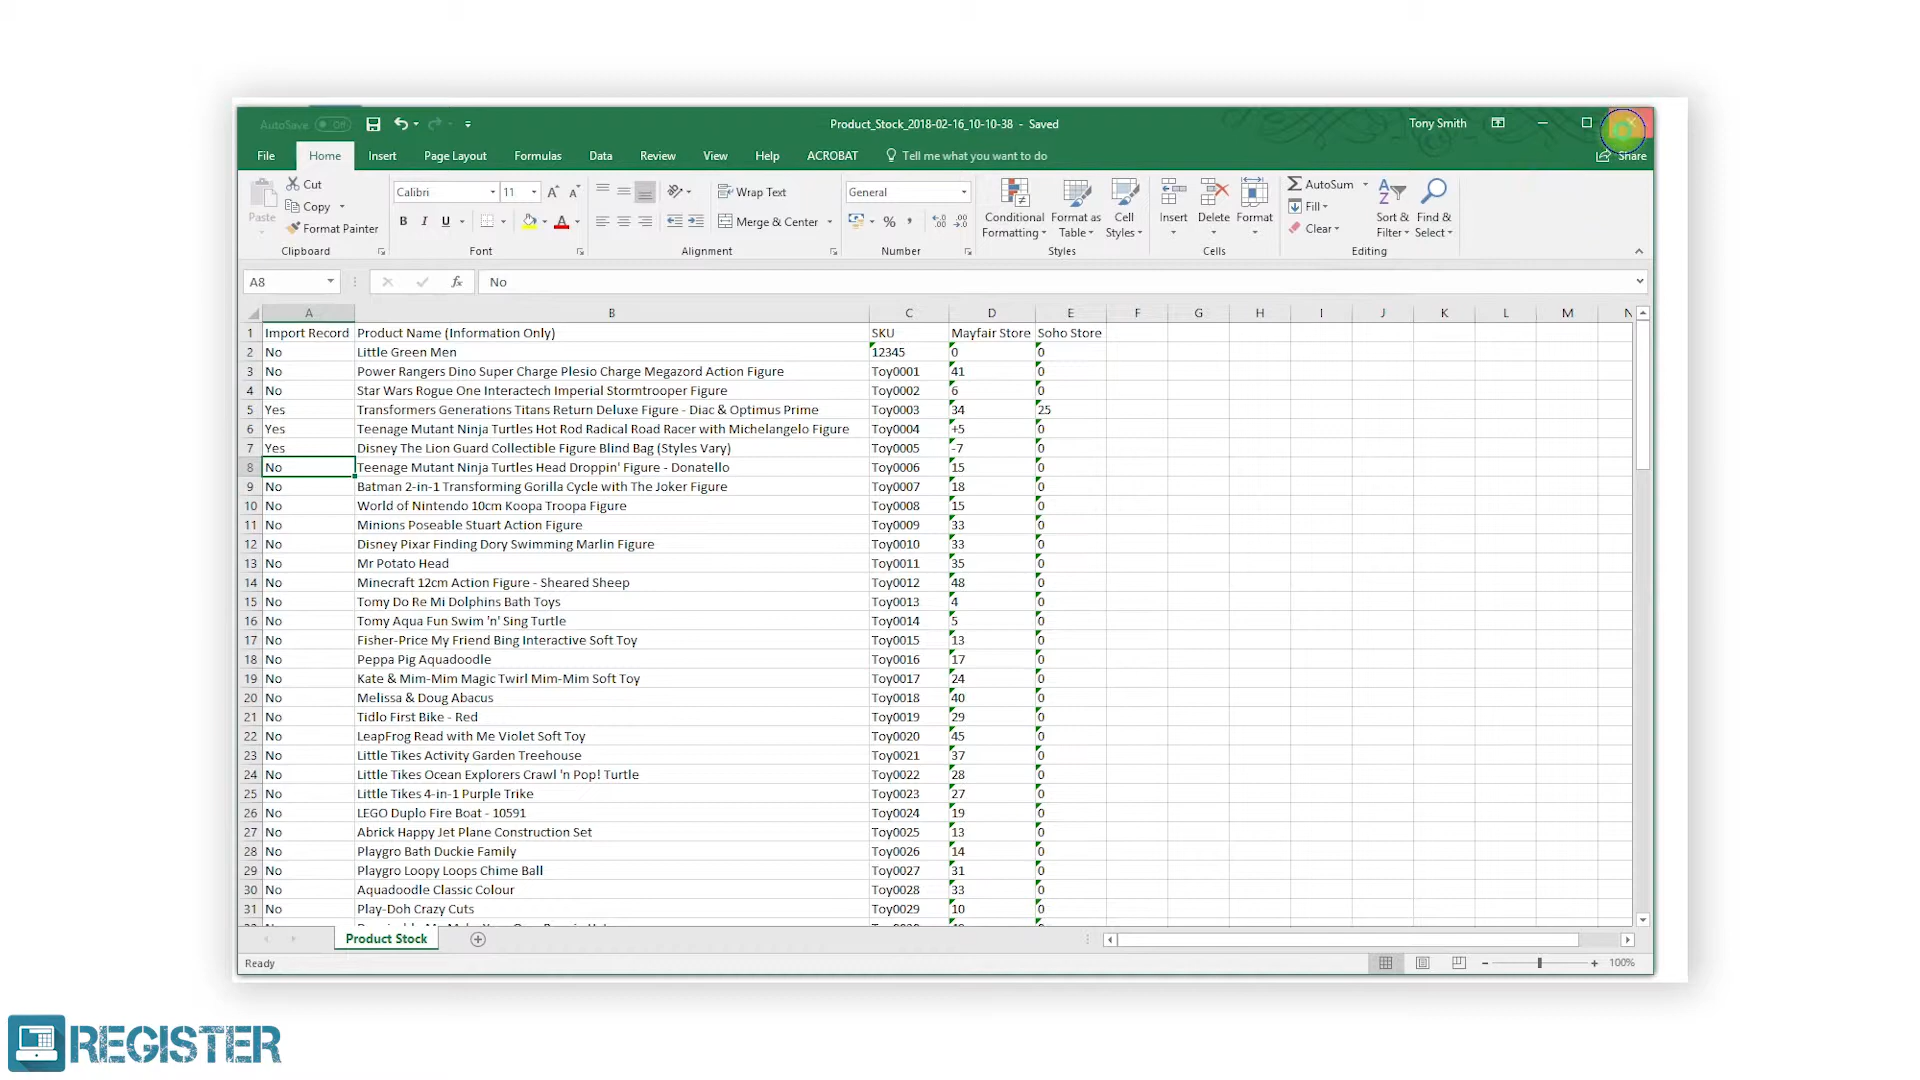 AutoSave Off Product_Stock_2018-02-16_10-10-38 - Saved Tony Smith
File Home Insert Page Layout Formulas Data Review View Help ACROBAT Tell me what you want to do Share
Paste Cut Copy Format Painter Clipboard
Calibri 11 B I U A Font
Wrap Text Merge & Center Alignment
General % , Number
Conditional Formatting Format as Table Cell Styles Styles
Insert Delete Format Cells
AutoSum Fill Clear Sort & Filter Find & Select Editing
A8 fx No
A B C D E F G H I J K L M N
1 Import Record Product Name (Information Only) SKU Mayfair Store Soho Store
2 No Little Green Men 12345 0 0
3 No Power Rangers Dino Super Charge Plesio Charge Megazord Action Figure Toy0001 41 0
4 No Star Wars Rogue One Interactech Imperial Stormtrooper Figure Toy0002 6 0
5 Yes Transformers Generations Titans Return Deluxe Figure - Diac & Optimus Prime Toy0003 34 25
6 Yes Teenage Mutant Ninja Turtles Hot Rod Radical Road Racer with Michelangelo Figure Toy0004 +5 0
7 Yes Disney The Lion Guard Collectible Figure Blind Bag (Styles Vary) Toy0005 -7 0
8 No Teenage Mutant Ninja Turtles Head Droppin' Figure - Donatello Toy0006 15 0
9 No Batman 2-in-1 Transforming Gorilla Cycle with The Joker Figure Toy0007 18 0
10 No World of Nintendo 10cm Koopa Troopa Figure Toy0008 15 0
11 No Minions Poseable Stuart Action Figure Toy0009 33 0
12 No Disney Pixar Finding Dory Swimming Marlin Figure Toy0010 33 0
13 No Mr Potato Head Toy0011 35 0
14 No Minecraft 12cm Action Figure - Sheared Sheep Toy0012 48 0
15 No Tomy Do Re Mi Dolphins Bath Toys Toy0013 4 0
16 No Tomy Aqua Fun Swim 'n' Sing Turtle Toy0014 5 0
17 No Fisher-Price My Friend Bing Interactive Soft Toy Toy0015 13 0
18 No Peppa Pig Aquadoodle Toy0016 17 0
19 No Kate & Mim-Mim Magic Twirl Mim-Mim Soft Toy Toy0017 24 0
20 No Melissa & Doug Abacus Toy0018 40 0
21 No Tidlo First Bike - Red Toy0019 29 0
22 No LeapFrog Read with Me Violet Soft Toy Toy0020 45 0
23 No Little Tikes Activity Garden Treehouse Toy0021 37 0
24 No Little Tikes Ocean Explorers Crawl 'n Pop! Turtle Toy0022 28 0
25 No Little Tikes 4-in-1 Purple Trike Toy0023 27 0
26 No LEGO Duplo Fire Boat - 10591 Toy0024 19 0
27 No Abrick Happy Jet Plane Construction Set Toy0025 13 0
28 No Playgro Bath Duckie Family Toy0026 14 0
29 No Playgro Loopy Loops Chime Ball Toy0027 31 0
30 No Aquadoodle Classic Colour Toy0028 33 0
31 No Play-Doh Crazy Cuts Toy0029 10 0
Product Stock
Ready 100%
REGISTER